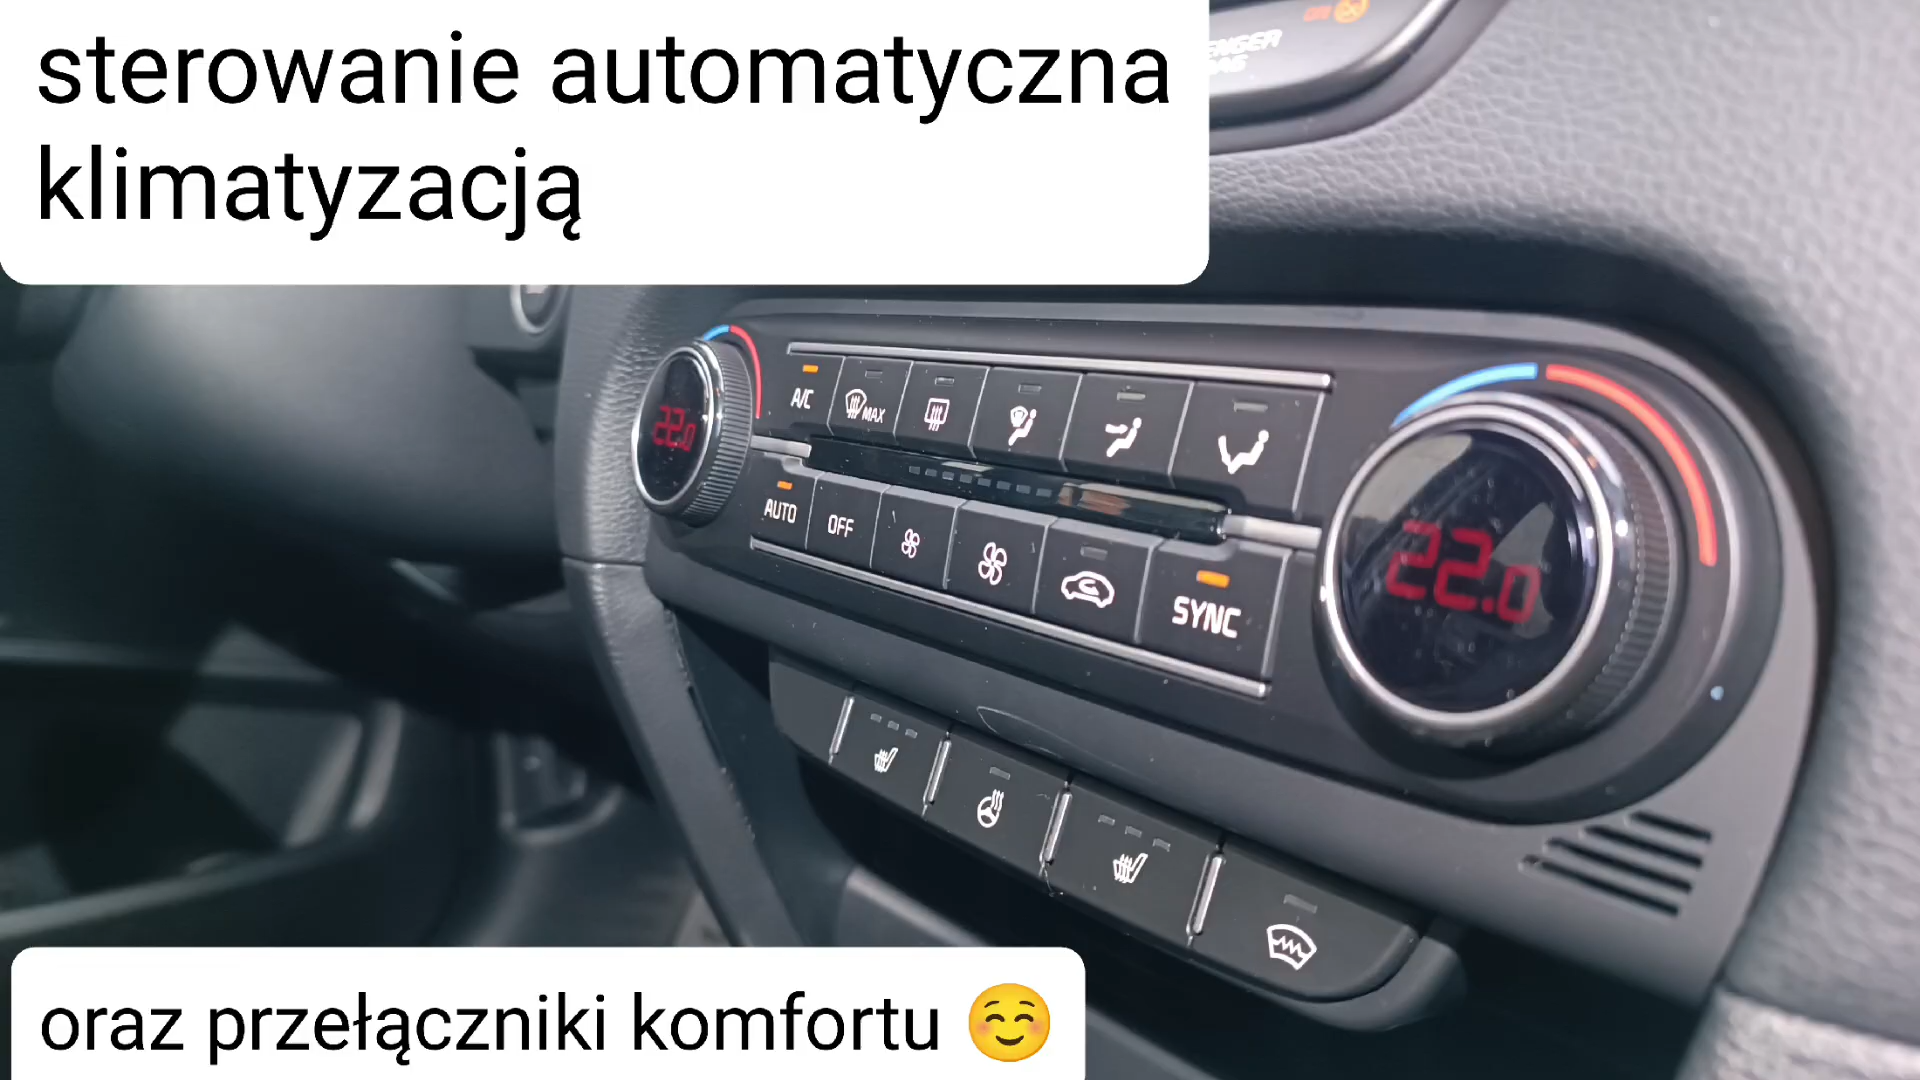 sterowanie automatyczna
klimatyzacją
22.0
A/C
MAX
AUTO
OFF
SYNC
22.0
oraz przełączniki komfortu ☺️